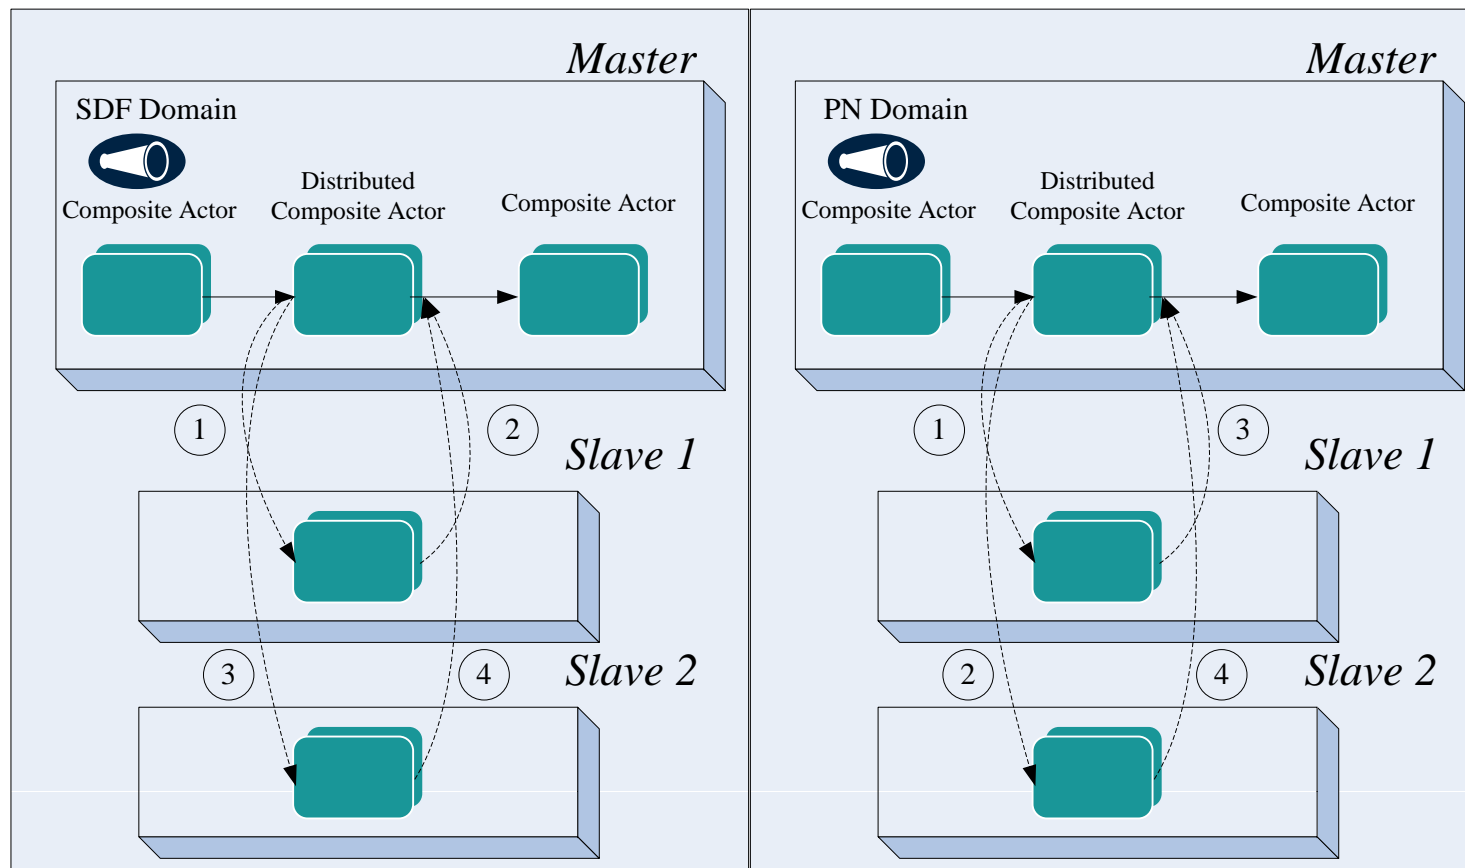 Master
SDF Domain
Composite Actor
Distributed
Composite Actor
Composite Actor
1
2
Slave 1
3
4
Slave 2
Master
PN Domain
Composite Actor
Distributed
Composite Actor
Composite Actor
1
3
Slave 1
2
4
Slave 2